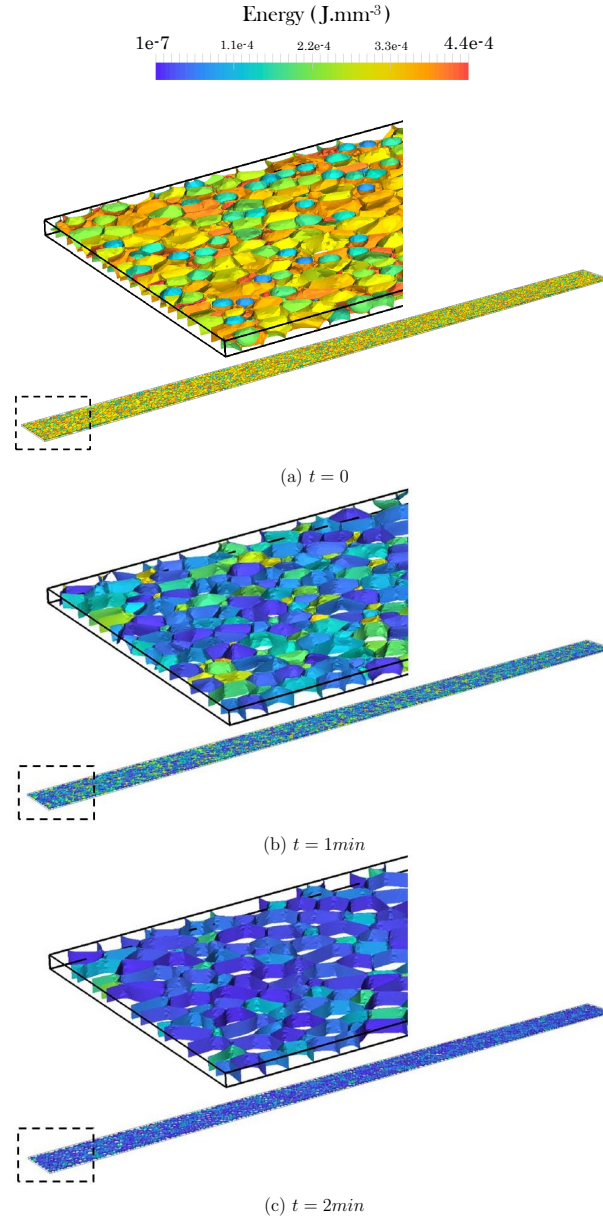 Energy (J.mm⁻³)
1e-7 1.1e-4 2.2e-4 3.3e-4 4.4e-4
(a) t = 0
(b) t = 1min
(c) t = 2min